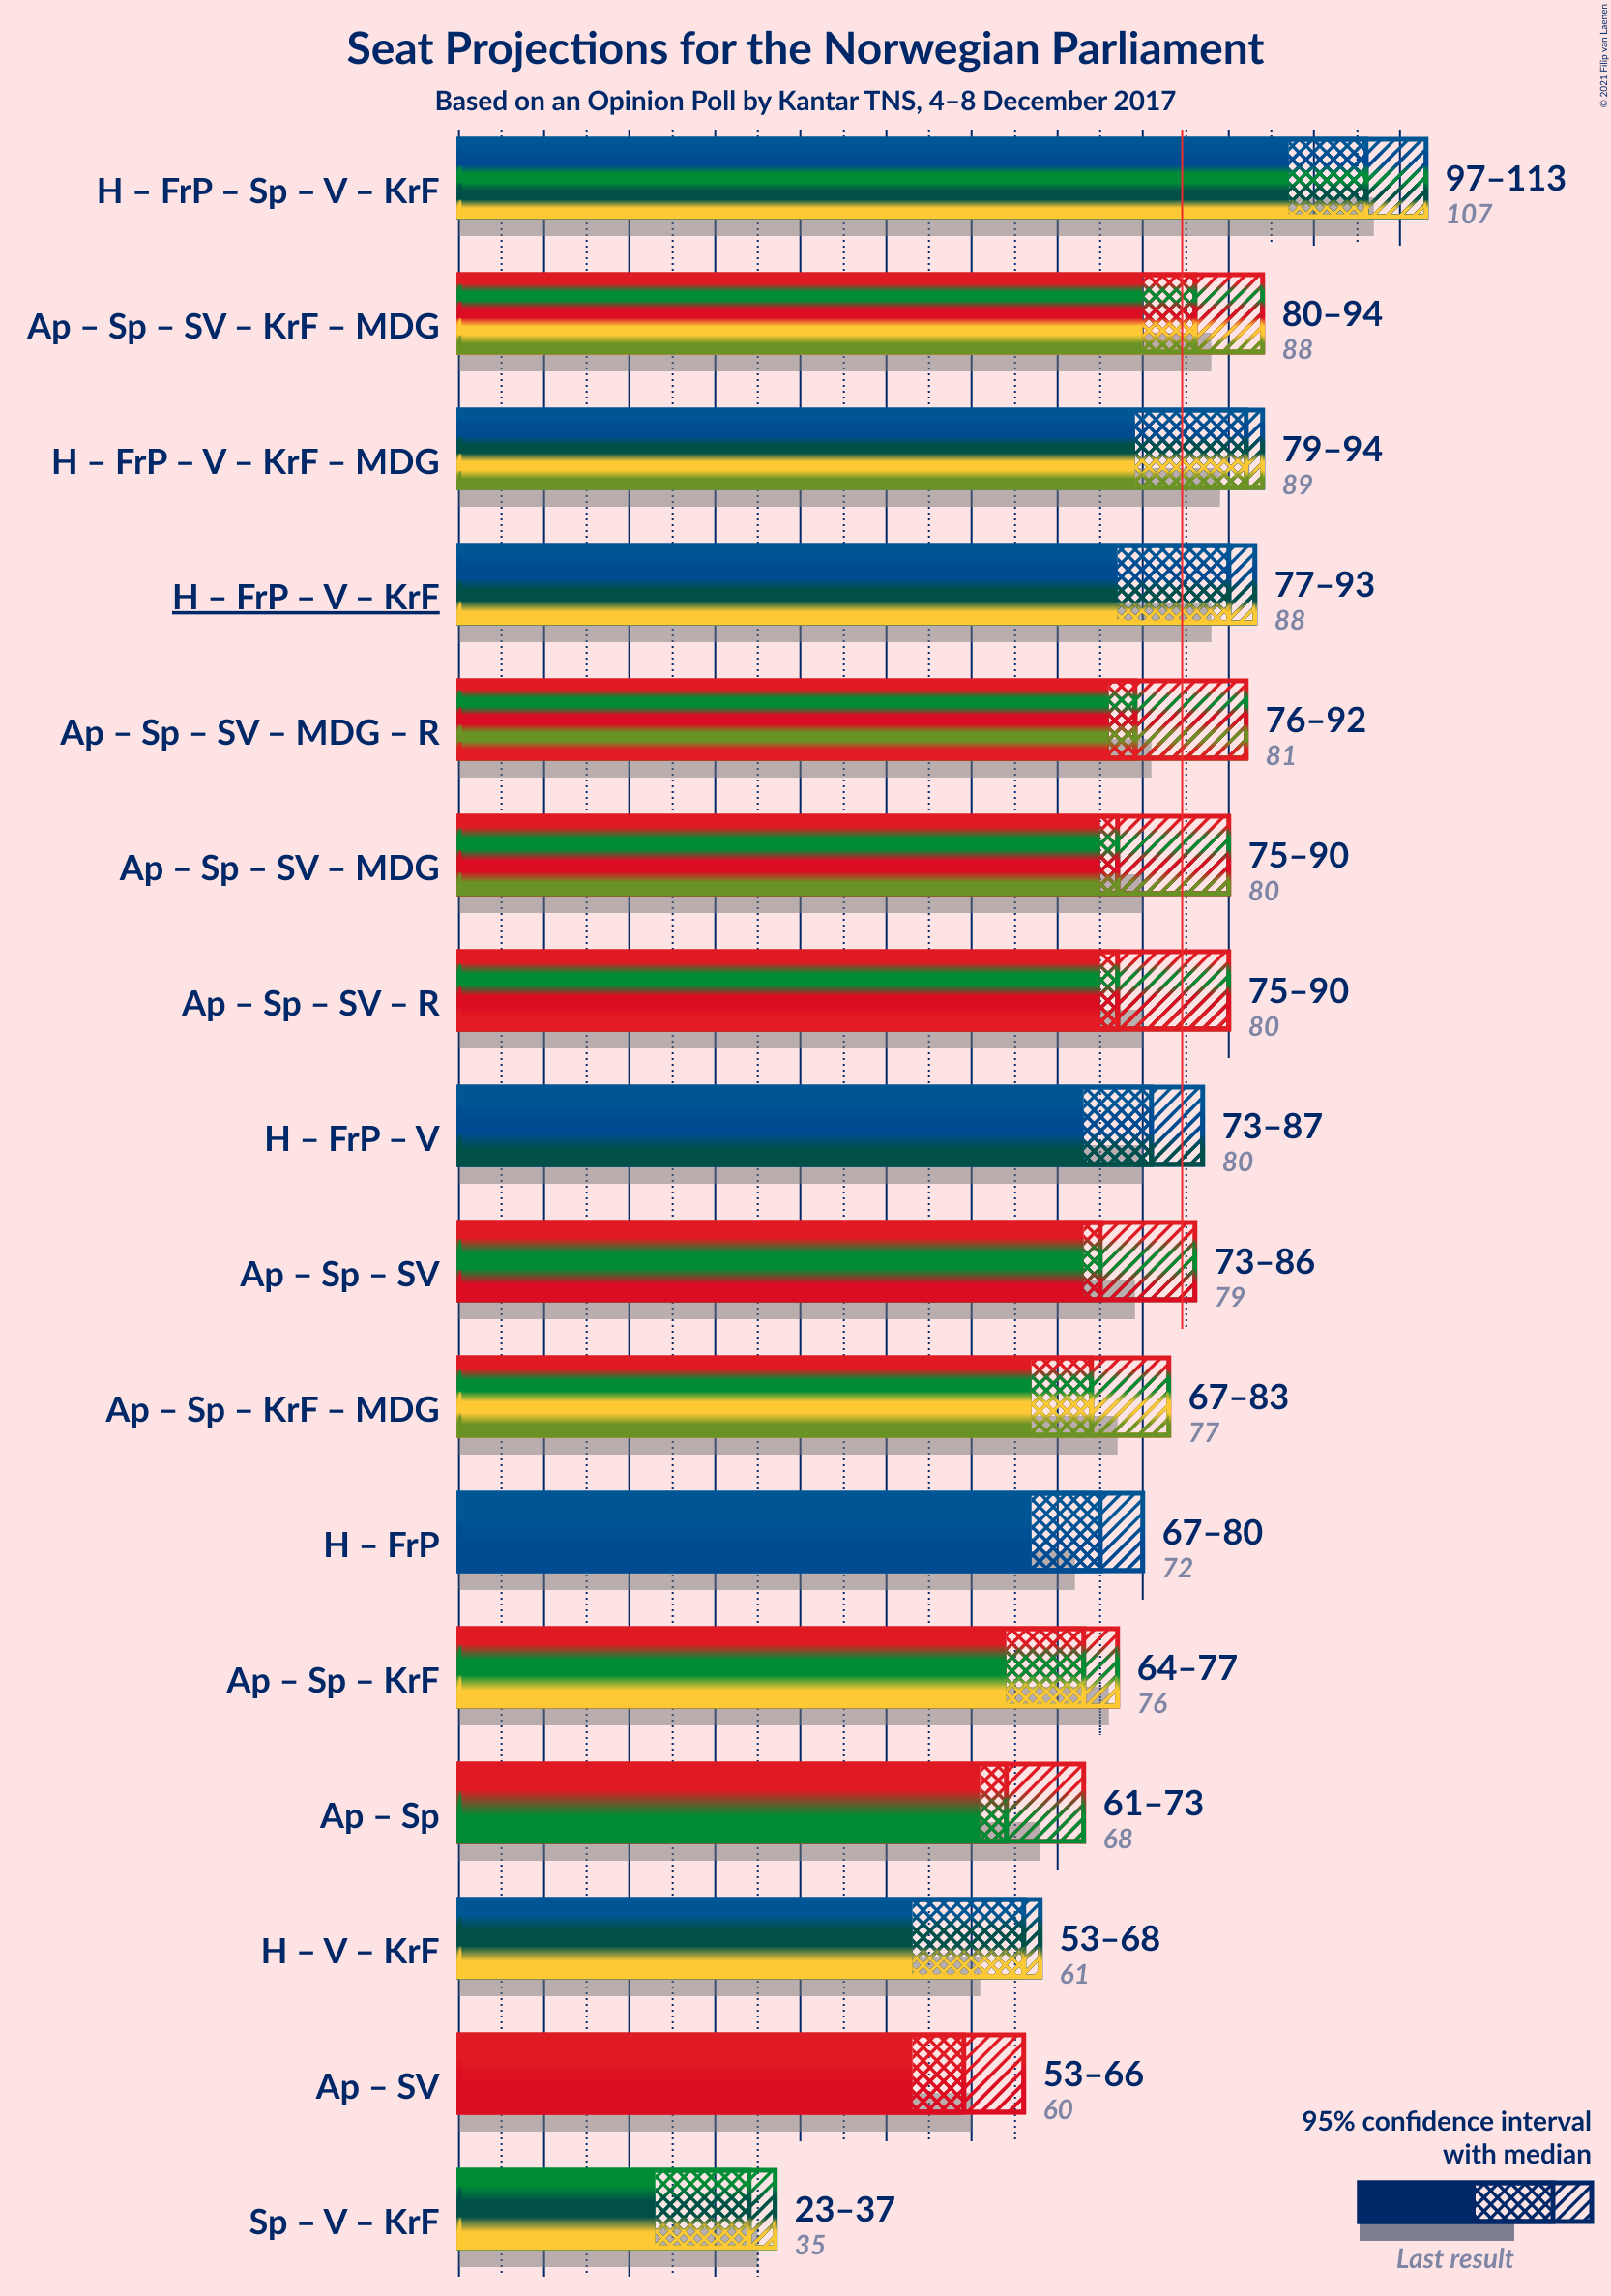 Seat Projections for the Norwegian Parliament
Based on an Opinion Poll by Kantar TNS, 4–8 December 2017
© 2021 Filip van Laenen
H – FrP – Sp – V – KrF
97–113
107
Ap – Sp – SV – KrF – MDG
80–94
88
H – FrP – V – KrF – MDG
79–94
89
H – FrP – V – KrF
77–93
88
Ap – Sp – SV – MDG – R
76–92
81
Ap – Sp – SV – MDG
75–90
80
Ap – Sp – SV – R
75–90
80
H – FrP – V
73–87
80
Ap – Sp – SV
73–86
79
Ap – Sp – KrF – MDG
67–83
77
H – FrP
67–80
72
Ap – Sp – KrF
64–77
76
Ap – Sp
61–73
68
H – V – KrF
53–68
61
Ap – SV
53–66
60
Sp – V – KrF
23–37
35
95% confidence interval
with median
Last result